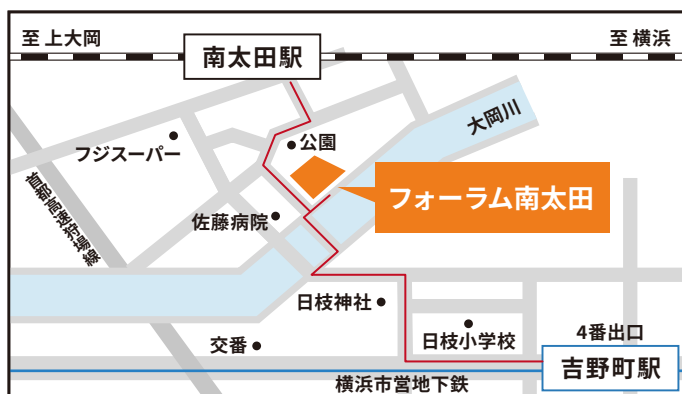 至 上大岡
至 横浜
南太田駅
大岡川
公園
フジスーパー
フォーラム南太田
首都高速狩場線
佐藤病院
日枝神社
日枝小学校
4番出口
交番
吉野町駅
横浜市営地下鉄